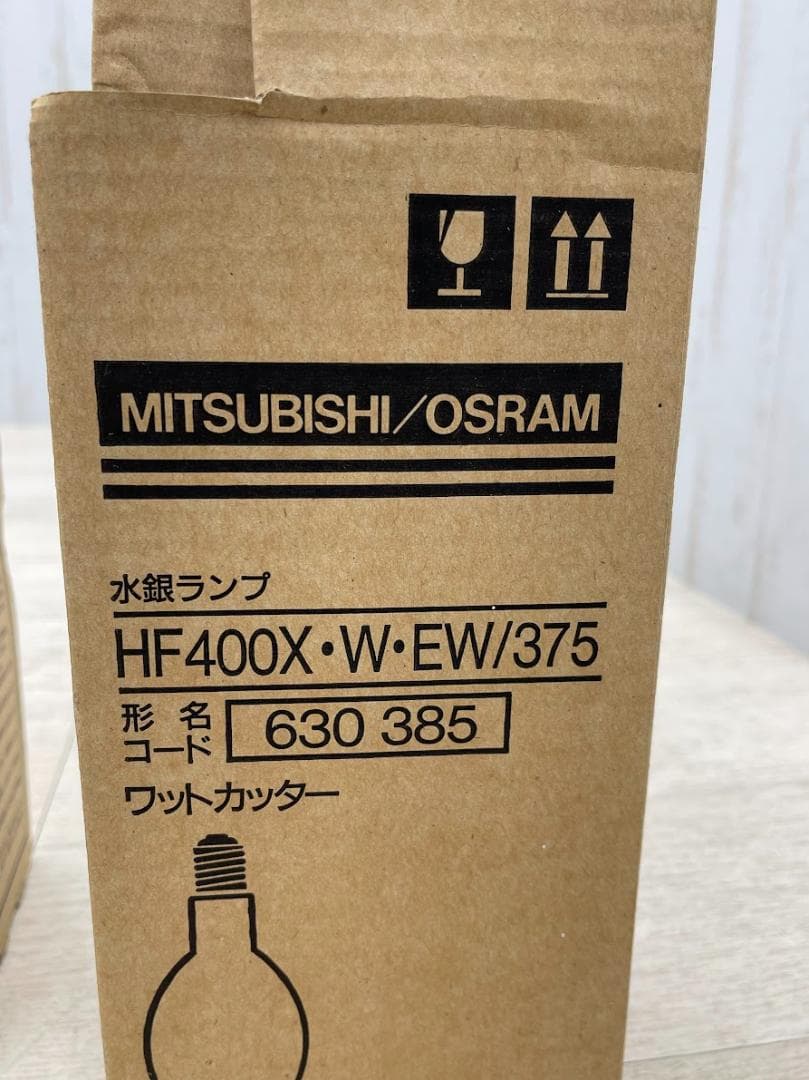 MITSUBISHI/OSRAM
水銀ランプ
HF400X・W・EW/375
形名
コード 630 385
ワットカッター